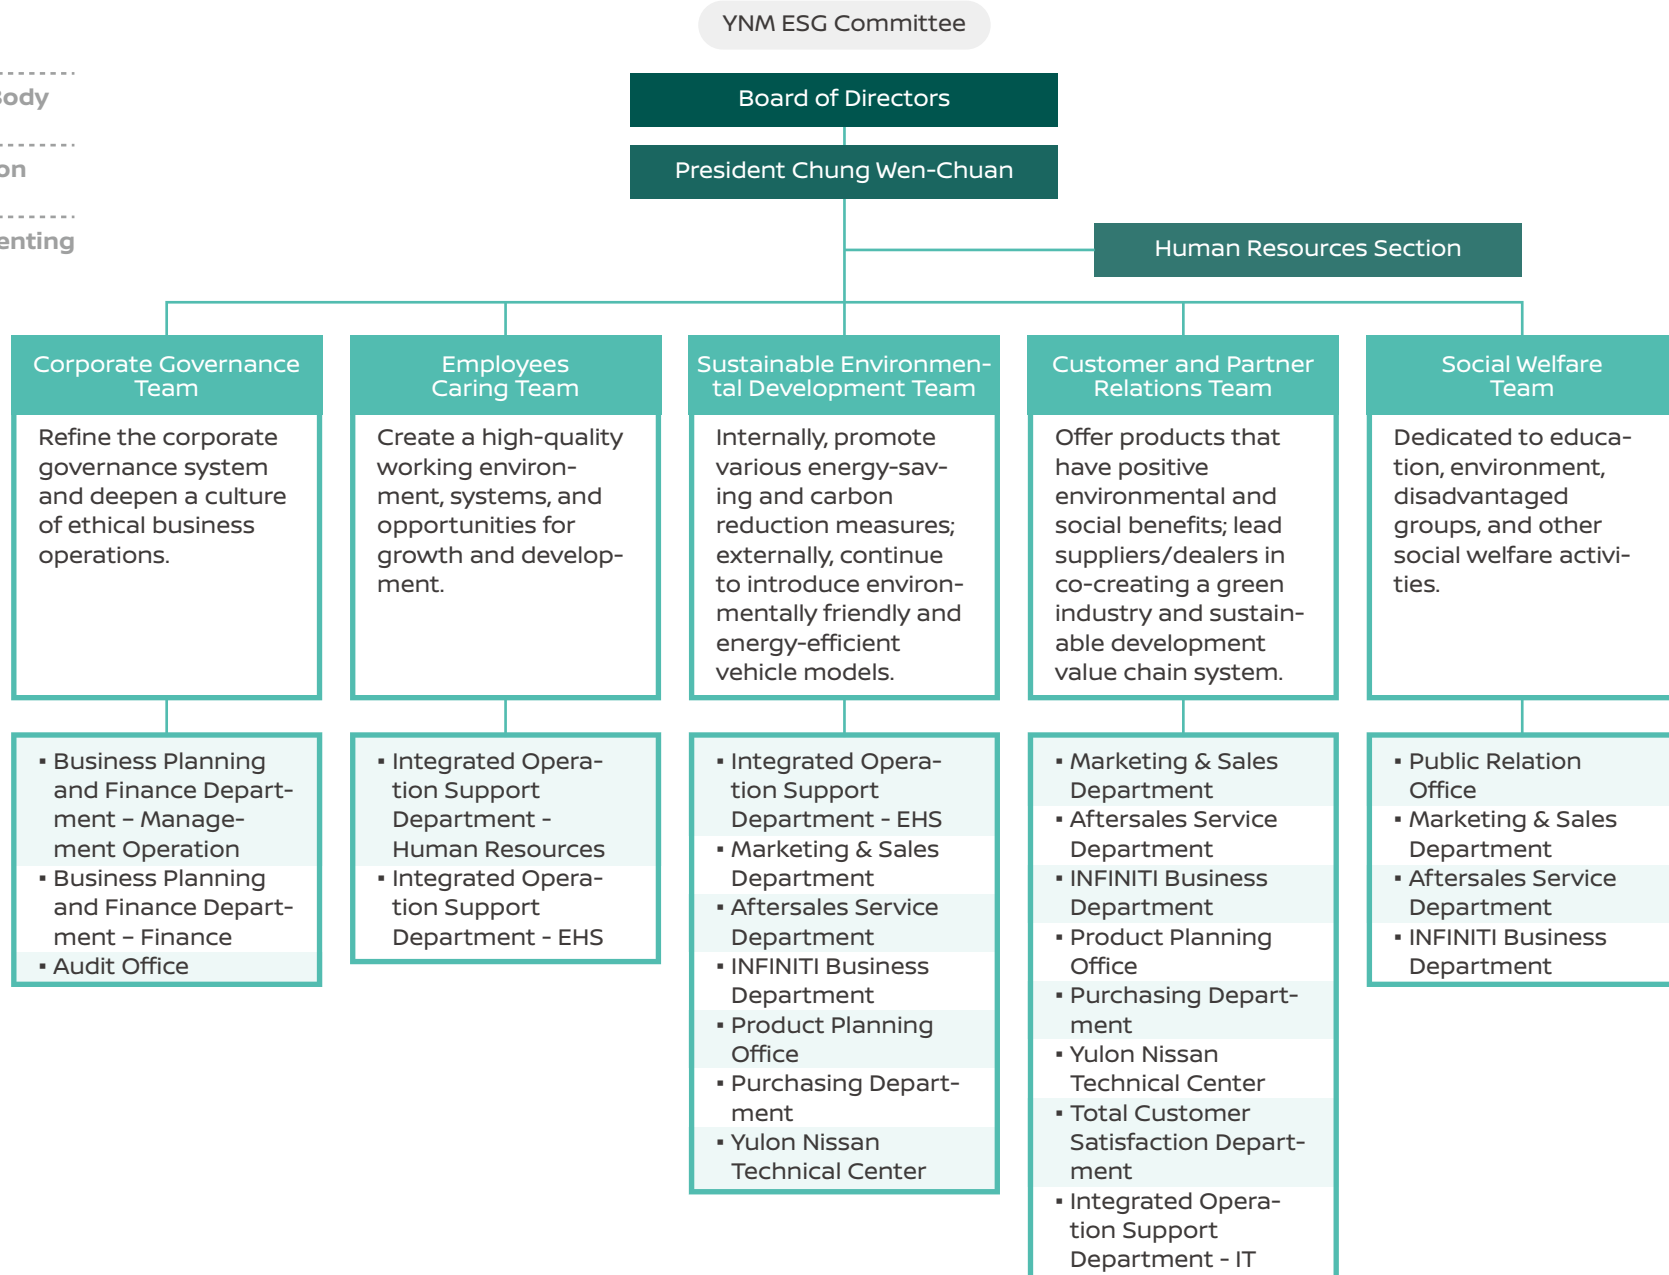 YNM ESG Committee
Body
on
enting
Board of Directors
President Chung Wen-Chuan
Human Resources Section
Corporate Governance
Team
Refine the corporate
governance system
and deepen a culture
of ethical business
operations.
▪ Business Planning
and Finance Depart-
ment – Manage-
ment Operation
▪ Business Planning
and Finance Depart-
ment – Finance
▪ Audit Office
Employees
Caring Team
Create a high-quality
working environ-
ment, systems, and
opportunities for
growth and develop-
ment.
▪ Integrated Opera-
tion Support
Department -
Human Resources
▪ Integrated Opera-
tion Support
Department - EHS
Sustainable Environmen-
tal Development Team
Internally, promote
various energy-sav-
ing and carbon
reduction measures;
externally, continue
to introduce environ-
mentally friendly and
energy-efficient
vehicle models.
▪ Integrated Opera-
tion Support
Department - EHS
▪ Marketing & Sales
Department
▪ Aftersales Service
Department
▪ INFINITI Business
Department
▪ Product Planning
Office
▪ Purchasing Depart-
ment
▪ Yulon Nissan
Technical Center
Customer and Partner
Relations Team
Offer products that
have positive
environmental and
social benefits; lead
suppliers/dealers in
co-creating a green
industry and sustain-
able development
value chain system.
▪ Marketing & Sales
Department
▪ Aftersales Service
Department
▪ INFINITI Business
Department
▪ Product Planning
Office
▪ Purchasing Depart-
ment
▪ Yulon Nissan
Technical Center
▪ Total Customer
Satisfaction Depart-
ment
▪ Integrated Opera-
tion Support
Department - IT
Social Welfare
Team
Dedicated to educa-
tion, environment,
disadvantaged
groups, and other
social welfare activi-
ties.
▪ Public Relation
Office
▪ Marketing & Sales
Department
▪ Aftersales Service
Department
▪ INFINITI Business
Department